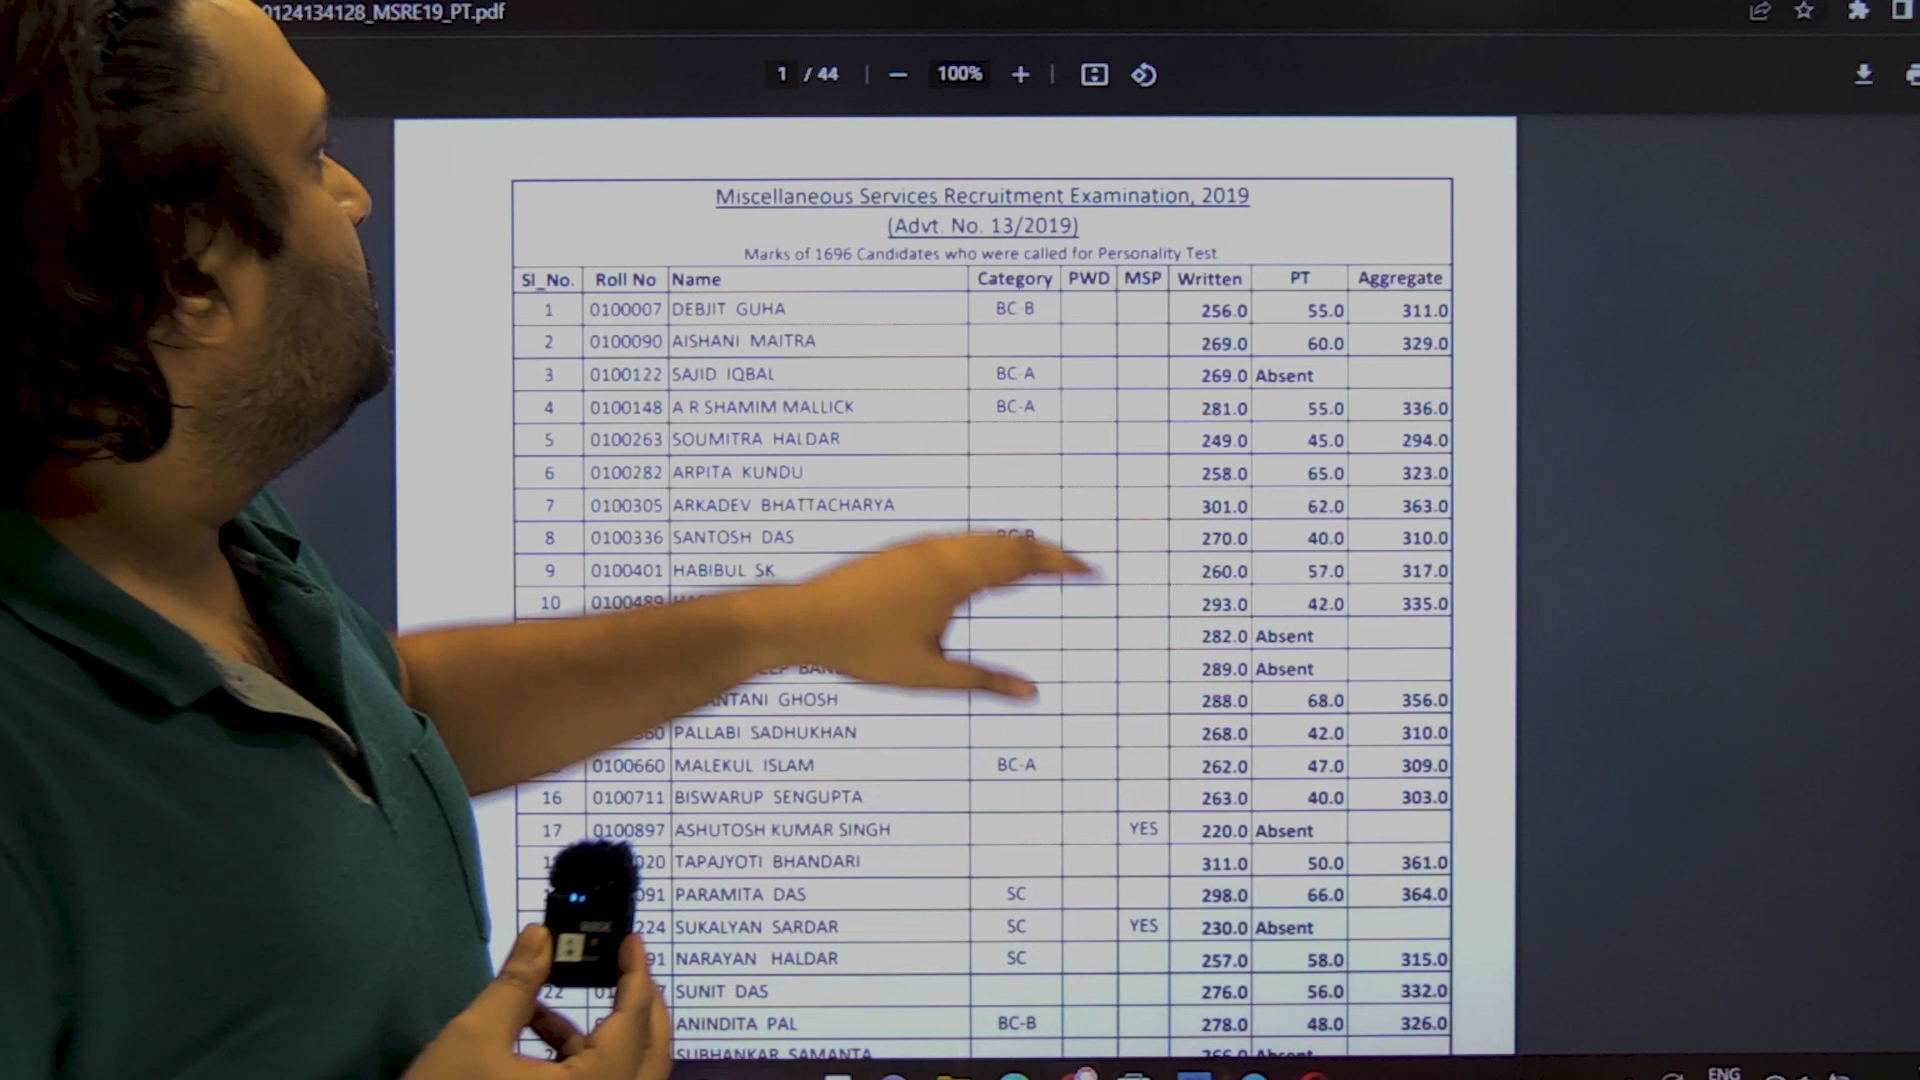 0124134128_MSRE19_PT.pdf
1 / 44 | — 100% + |
Miscellaneous Services Recruitment Examination, 2019
(Advt. No. 13/2019)
Marks of 1696 Candidates who were called for Personality Test
Sl_No. Roll No Name Category PWD MSP Written PT Aggregate
1 0100007 DEBJIT GUHA BC-B 256.0 55.0 311.0
2 0100090 AISHANI MAITRA 269.0 60.0 329.0
3 0100122 SAJID IQBAL BC-A 269.0 Absent
4 0100148 A R SHAMIM MALLICK BC-A 281.0 55.0 336.0
5 0100263 SOUMITRA HALDAR 249.0 45.0 294.0
6 0100282 ARPITA KUNDU 258.0 65.0 323.0
7 0100305 ARKADEV BHATTACHARYA 301.0 62.0 363.0
8 0100336 SANTOSH DAS BC-B 270.0 40.0 310.0
9 0100401 HABIBUL SK 260.0 57.0 317.0
10 0100489 293.0 42.0 335.0
282.0 Absent
289.0 Absent
NTANI GHOSH 288.0 68.0 356.0
PALLABI SADHUKHAN 268.0 42.0 310.0
0100660 MALEKUL ISLAM BC-A 262.0 47.0 309.0
16 0100711 BISWARUP SENGUPTA 263.0 40.0 303.0
17 0100897 ASHUTOSH KUMAR SINGH YES 220.0 Absent
020 TAPAJYOTI BHANDARI 311.0 50.0 361.0
091 PARAMITA DAS SC 298.0 66.0 364.0
224 SUKALYAN SARDAR SC YES 230.0 Absent
91 NARAYAN HALDAR SC 257.0 58.0 315.0
22 SUNIT DAS 276.0 56.0 332.0
ANINDITA PAL BC-B 278.0 48.0 326.0
SUBHANKAR SAMANTA 266.0 Absent
ENG